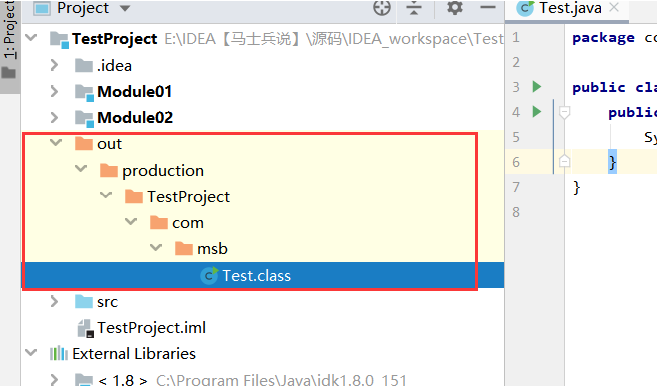 1: Project
Project
Test.java
TestProject E:\IDEA【马士兵说】\源码\IDEA_workspace\Test
.idea
Module01
Module02
out
production
TestProject
com
msb
Test.class
src
TestProject.iml
External Libraries
< 1.8 > C:\Program Files\Java\jdk1.8.0_151
1 package co
2
3 public cla
4 public
5 Sy
6 }
7 }
8